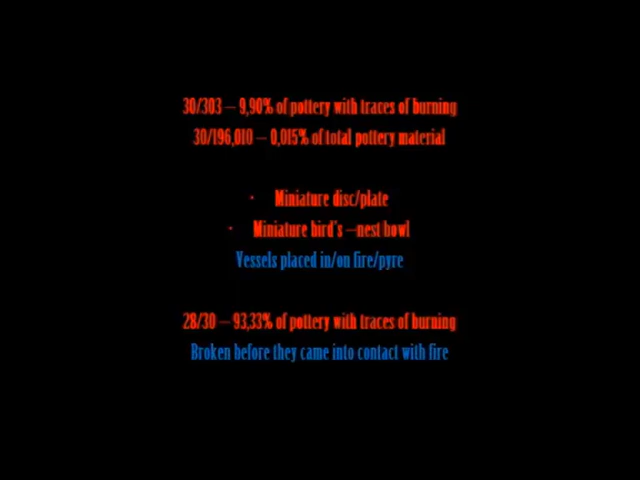 30/303 – 9,90% of pottery with traces of burning
30/196,010 – 0,015% of total pottery material
· Miniature disc/plate
· Miniature bird's –nest bowl
Vessels placed in/on fire/pyre
28/30 – 93,33% of pottery with traces of burning
Broken before they came into contact with fire